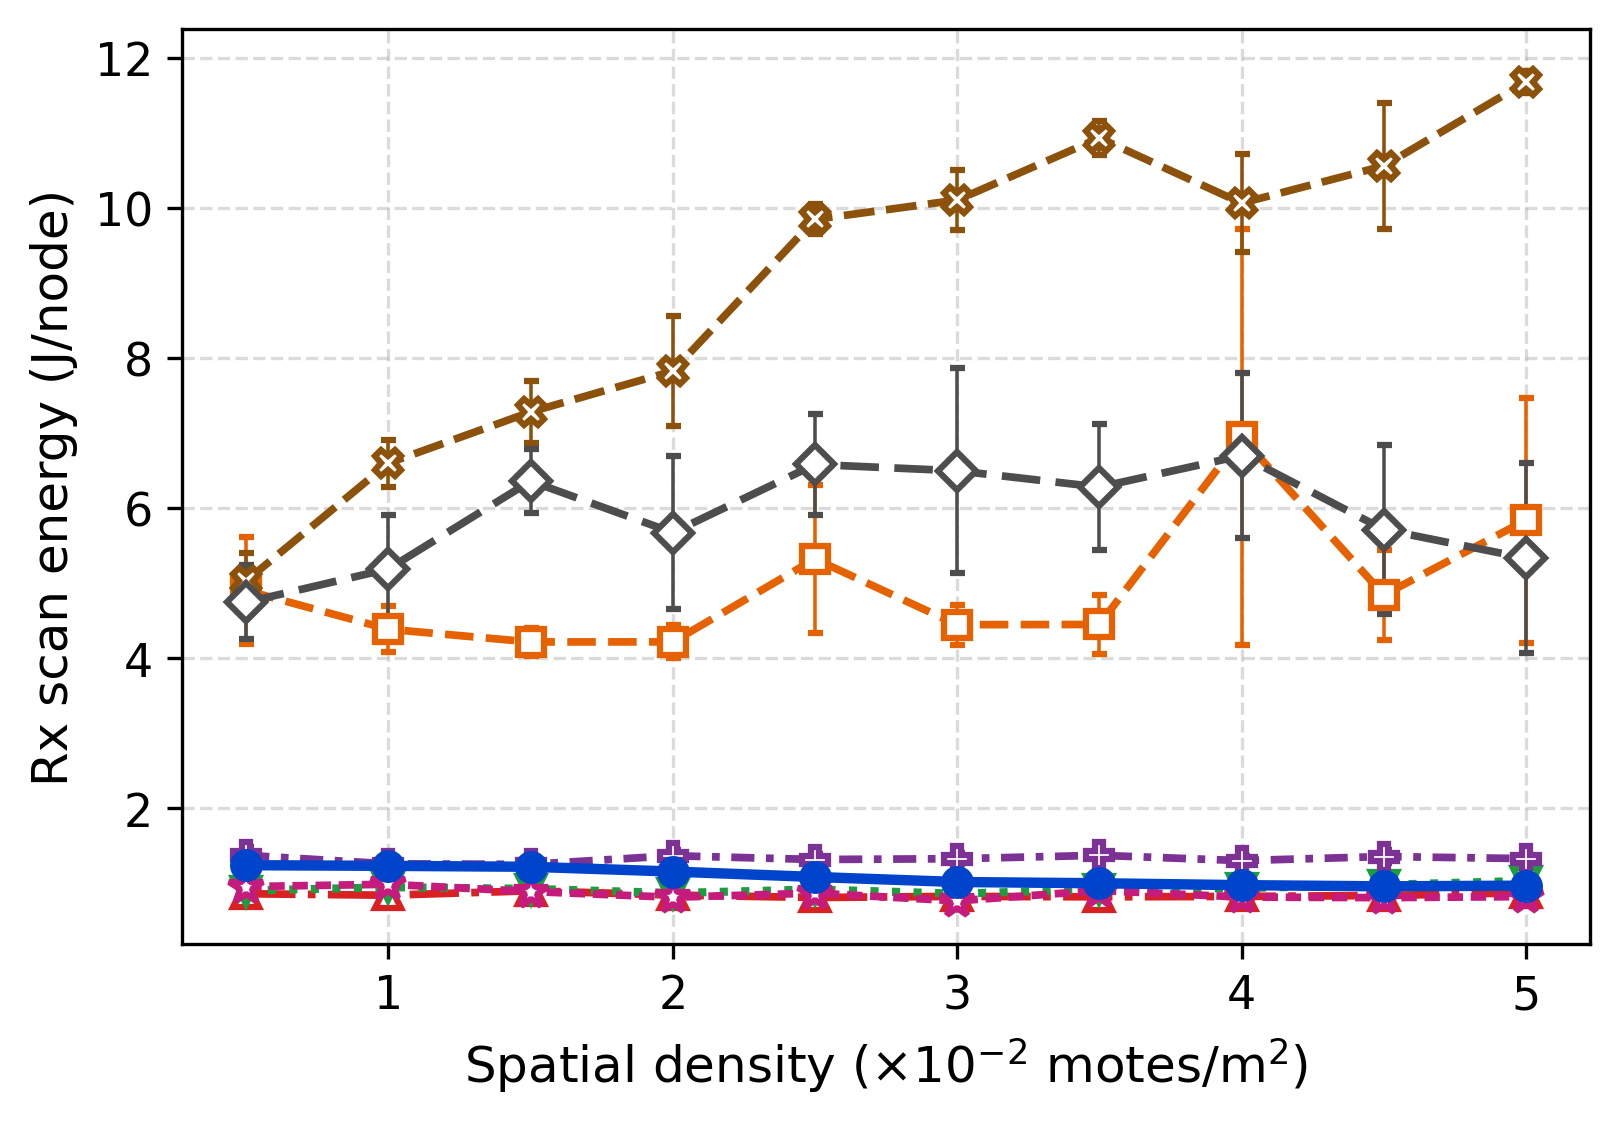 Rx scan energy (J/node)
12
10
8
6
4
2
1 2 3 4 5
Spatial density (×10⁻² motes/m²)